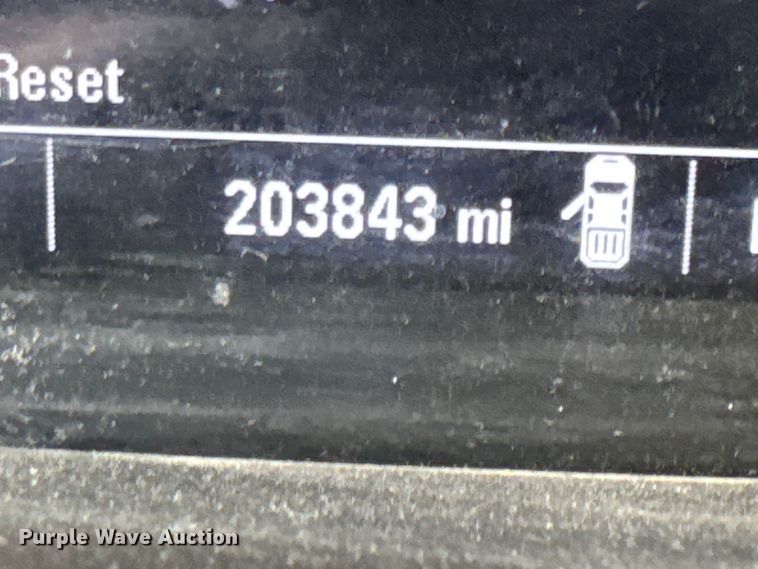 Reset
203843 mi
Purple Wave Auction